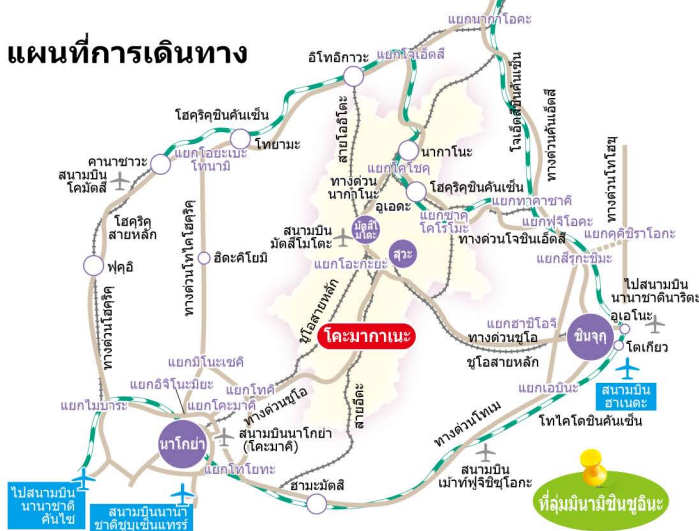 แผนที่การเดินทาง
แยกนากาโอคะ
อิโทอิกาวะ
แยกโจเอ็ตสึ
โฮคุริคุชินคันเซ็น
โทยามะ
คานาซาวะ
สนามบิน
โคมัตสึ
แยกโอยะเบะ
โทนามิ
สายโออิโตะ
โจเอ็ตสึชินคันเซ็น
ทางด่วนคันเอ็ตสึ
ทางด่วนโทโฮขุ
นากาโนะ
แยกโคโชคุ
ทางด่วน
นากาโนะ
อูเอดะ
โฮคุริคุชินคันเซ็น
แยกทาคาซาคิ
แยกซาคุ
โคโรโมะ
แยกฟูจิโอคะ
ทางด่วนโจชินเอ็ตสึ
แยกคุคิชิราโอกะ
แยกสึรุกะชิมะ
โฮคุริคุ
สายหลัก
ฟุคุอิ
ทางด่วนโฮคุริคุ
ทางด่วนโทไคโฮคุริคุ
ฮิดะคิโยมิ
สนามบิน
มัตสึโมโตะ
มัตสึ
โมโตะ
สุวะ
แยกโอะกะยะ
ไปสนามบิน
นานาชาติินาริตะ
อูเอโนะ
ชินจุกุ
โตเกียว
แยกฮาชิโอจิ
ทางด่วนชูโอ
ชูโอสายหลัก
ชูโอสายหลัก
โคะมากาเนะ
แยกมิโนะเซคิ
แยกอิจิโนะมิยะ
แยกโทคิ
แยกไมบาระ
แยกโคะมาคิ
ทางด่วนชูโอ
สายอิดะ
แยกเอบินะ
สนามบิน
ฮาเนดะ
โทไคโดชินคันเซ็น
ทางด่วนโทเม
นาโกย่า
สนามบินนาโกย่า
(โคะมาคิ)
แยกโทโยทะ
สนามบิน
เม้าท์ฟูจิชิซุโอกะ
ฮามะมัตสึ
ไปสนามบิน
นานาชาติ
คันไซ
สนามบินนานา
ชาติชูบุเซ็นแทรร์
ที่ลุ่มมินามิชินชูอินะ